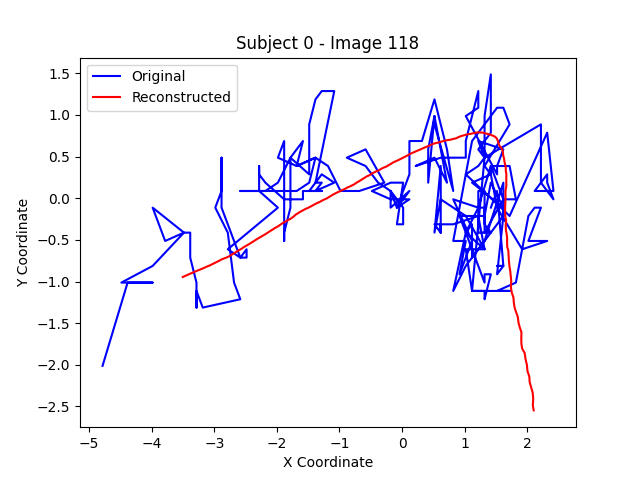 Subject 0 - Image 118
Original
Reconstructed
Y Coordinate
1.5
1.0
0.5
0.0
−0.5
−1.0
−1.5
−2.0
−2.5
−5 −4 −3 −2 −1 0 1 2
X Coordinate